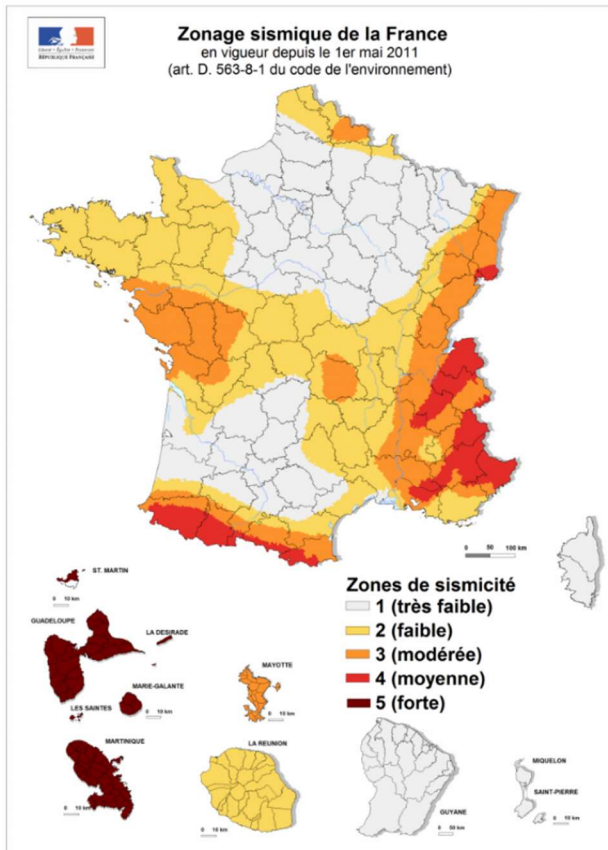 Liberté • Égalité • Fraternité
RÉPUBLIQUE FRANÇAISE
Zonage sismique de la France
en vigueur depuis le 1er mai 2011
(art. D. 563-8-1 du code de l'environnement)
0 50 100 km
ST. MARTIN
0 10 km
GUADELOUPE
LA DESIRADE
MARIE-GALANTE
LES SAINTES
0 10 km
MARTINIQUE
0 10 km
MAYOTTE
0 10 km
LA REUNION
0 10 km
Zones de sismicité
1 (très faible)
2 (faible)
3 (modérée)
4 (moyenne)
5 (forte)
GUYANE
0 50 km
MIQUELON
SAINT-PIERRE
0 10 km